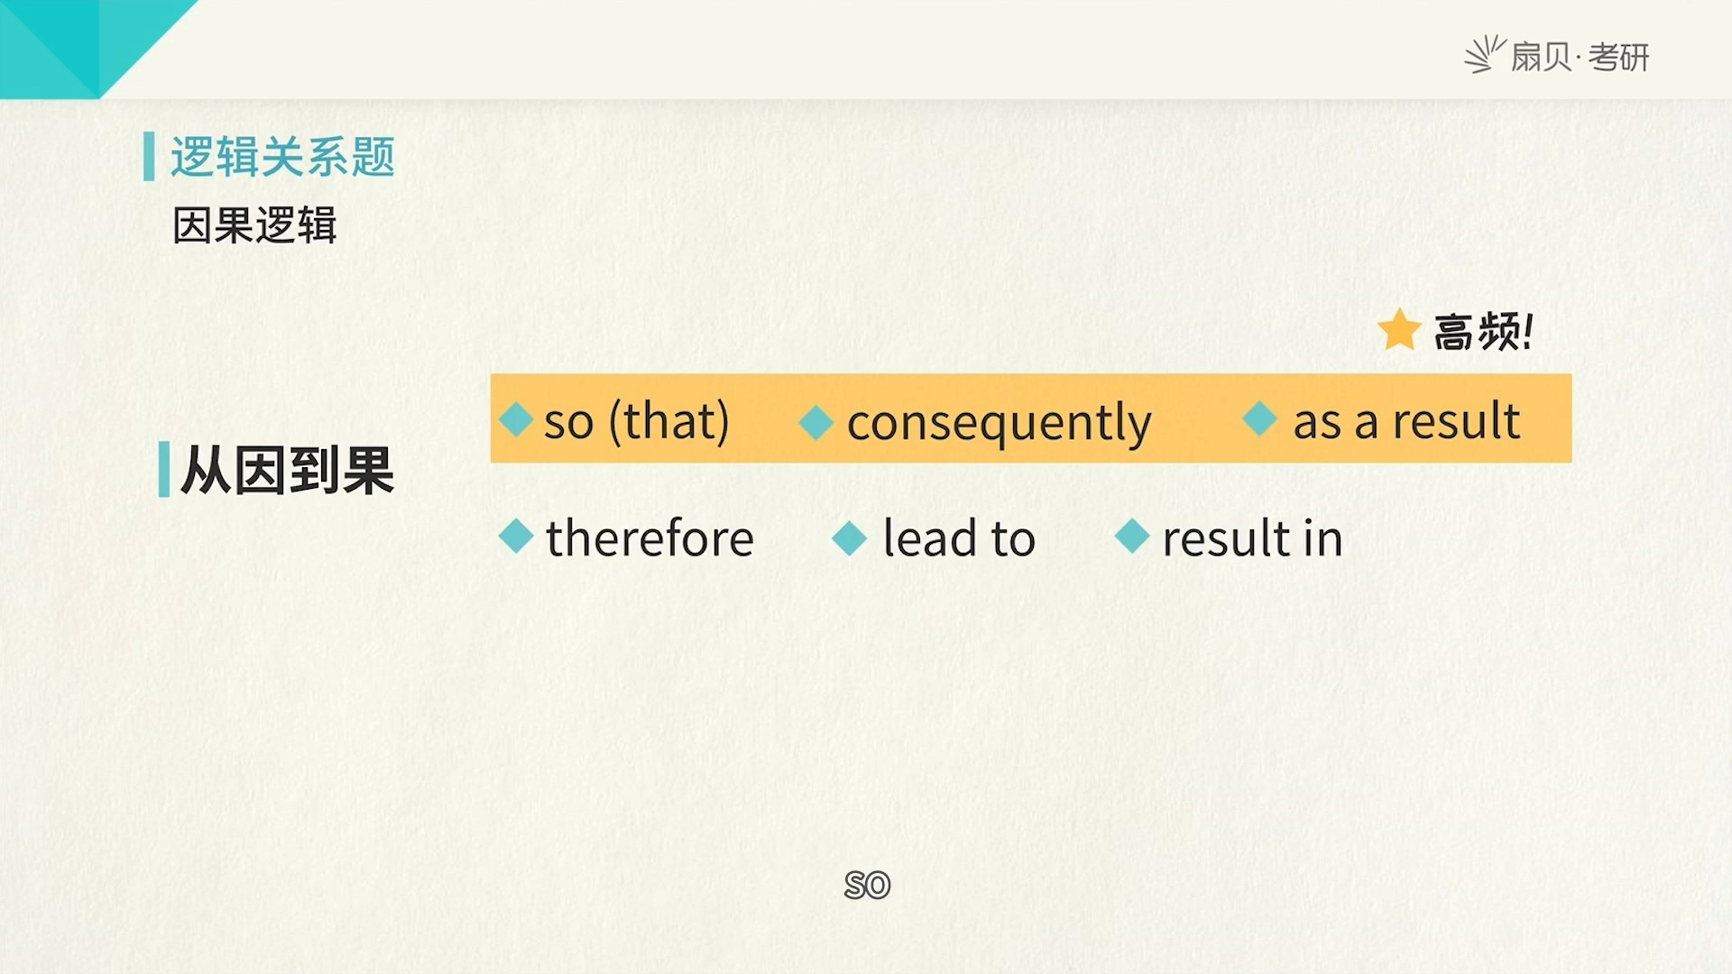 扇贝·考研
逻辑关系题
因果逻辑
高频!
从因到果
so (that) consequently as a result
therefore lead to result in
so